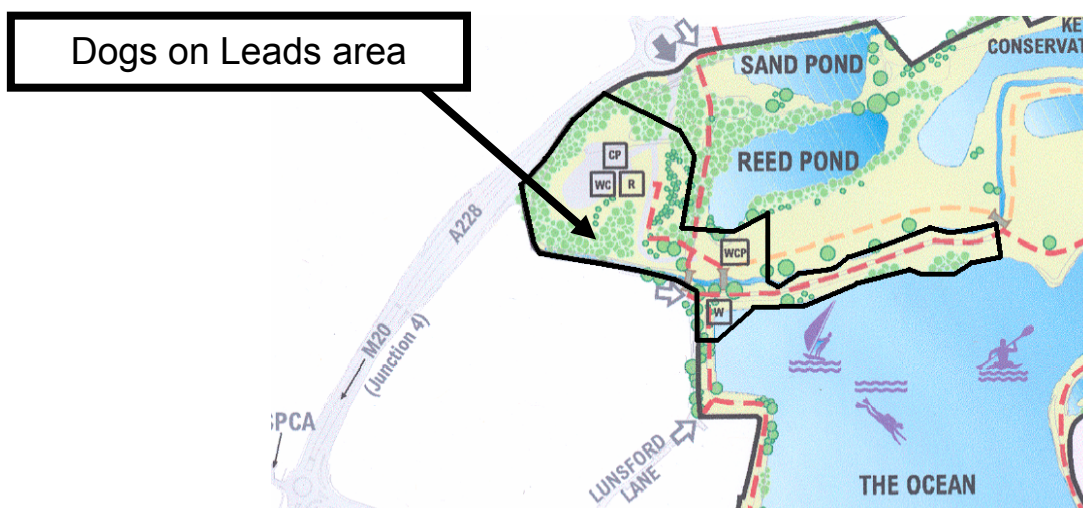 Dogs on Leads area
KE
CONSERVAT
SAND POND
REED POND
CP
WC
R
WCP
W
A228
M20
(Junction 4)
SPCA
LUNSFORD
LANE
THE OCEAN